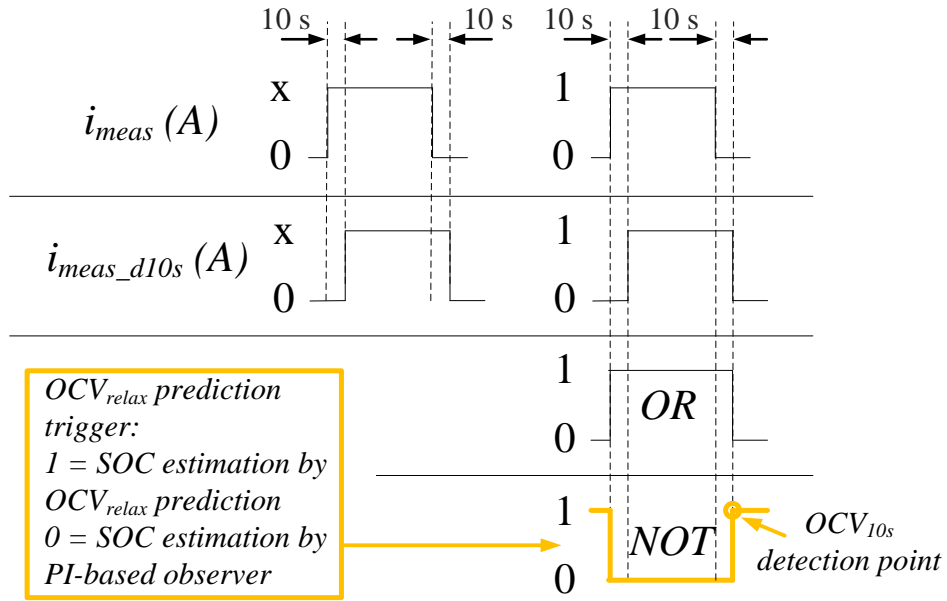 10 s 10 s 10 s 10 s
x 1
i_meas (A)
0 0
x 1
i_meas_d10s (A)
0 0
1
OR
0
OCV_relax prediction
trigger:
1 = SOC estimation by
OCV_relax prediction
0 = SOC estimation by
PI-based observer
1
NOT
0
OCV_10s
detection point